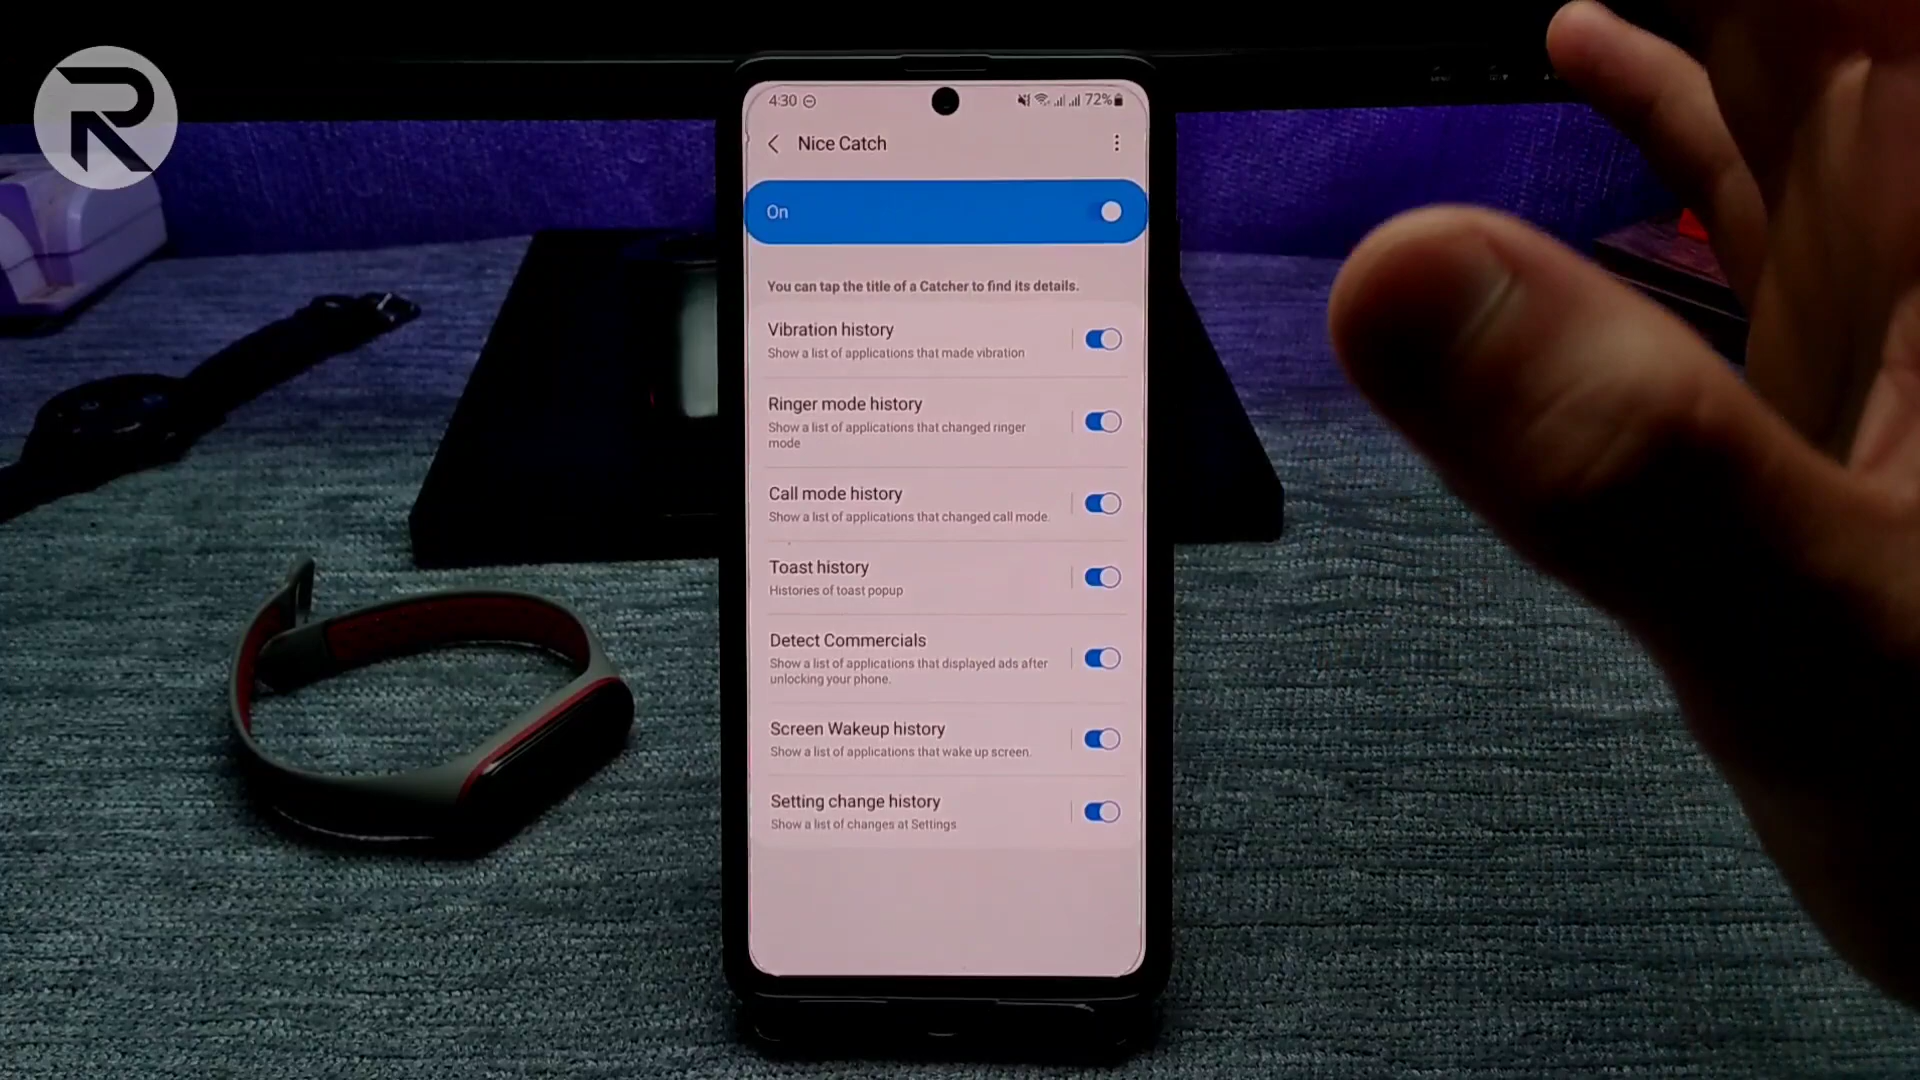 R
4:30
72%
Nice Catch
On
You can tap the title of a Catcher to find its details.
Vibration history
Show a list of applications that made vibration
Ringer mode history
Show a list of applications that changed ringer
mode
Call mode history
Show a list of applications that changed call mode.
Toast history
Histories of toast popup
Detect Commercials
Show a list of applications that displayed ads after
unlocking your phone.
Screen Wakeup history
Show a list of applications that wake up screen.
Setting change history
Show a list of changes at Settings